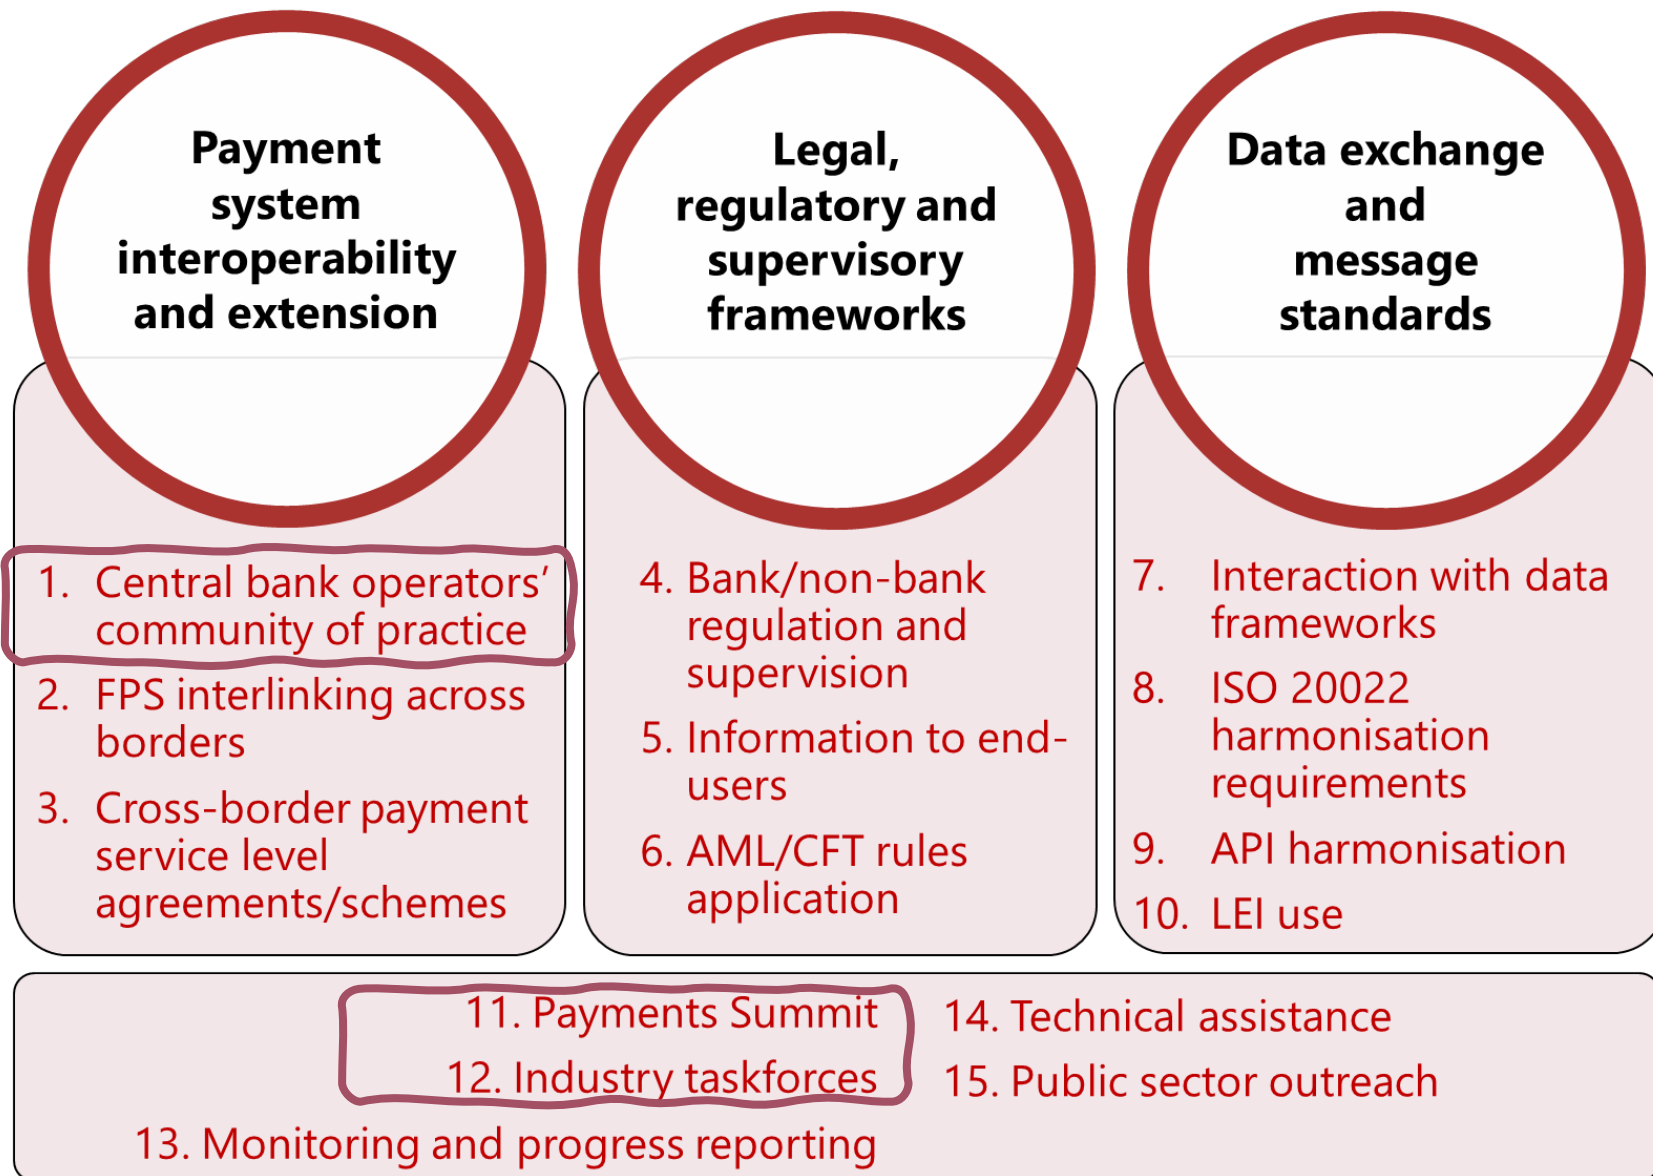 Payment
system
interoperability
and extension
Legal,
regulatory and
supervisory
frameworks
Data exchange
and
message
standards
1. Central bank operators’
community of practice
2. FPS interlinking across
borders
3. Cross-border payment
service level
agreements/schemes
4. Bank/non-bank
regulation and
supervision
5. Information to end-
users
6. AML/CFT rules
application
7. Interaction with data
frameworks
8. ISO 20022
harmonisation
requirements
9. API harmonisation
10. LEI use
11. Payments Summit
12. Industry taskforces
13. Monitoring and progress reporting
14. Technical assistance
15. Public sector outreach